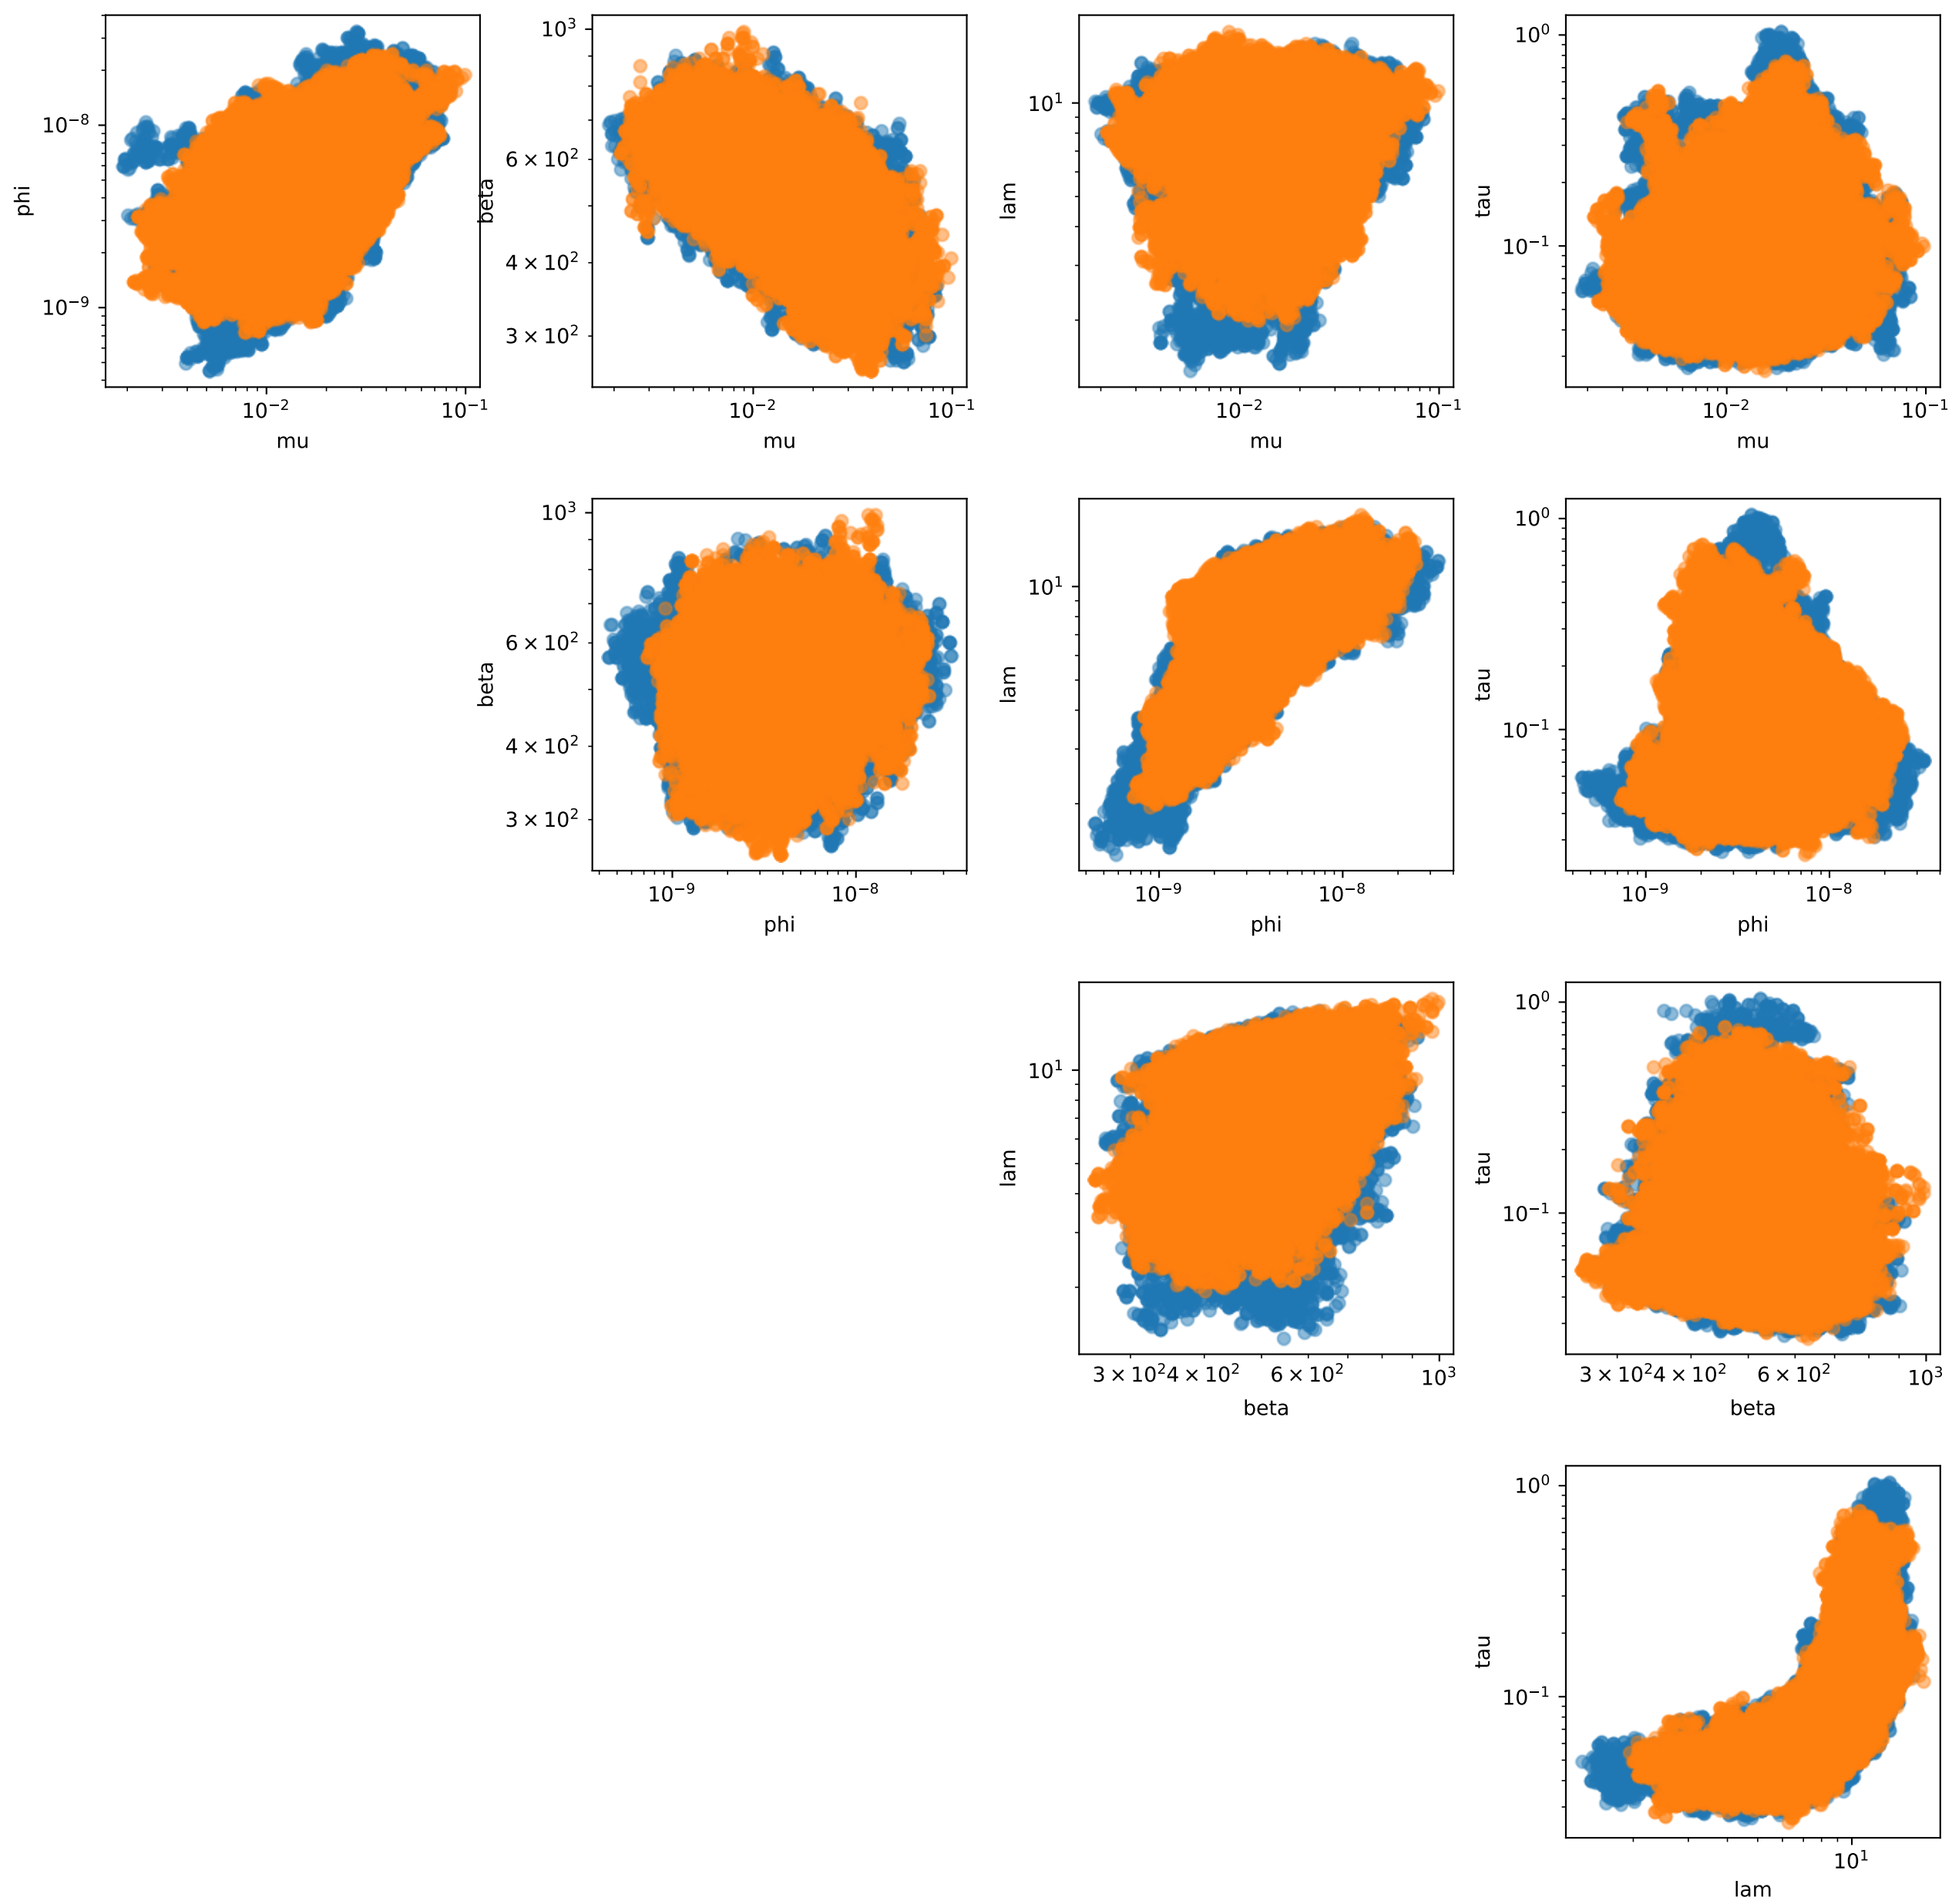 10⁻⁸
10⁻⁹
phi
10⁻² 10⁻¹
mu
10³
6 × 10²
4 × 10²
3 × 10²
beta
10⁻² 10⁻¹
mu
10¹
lam
10⁻² 10⁻¹
mu
10⁰
10⁻¹
tau
10⁻² 10⁻¹
mu
10³
6 × 10²
4 × 10²
3 × 10²
beta
10⁻⁹ 10⁻⁸
phi
10¹
lam
10⁻⁹ 10⁻⁸
phi
10⁰
10⁻¹
tau
10⁻⁹ 10⁻⁸
phi
10¹
lam
3 × 10² 4 × 10² 6 × 10² 10³
beta
10⁰
10⁻¹
tau
3 × 10² 4 × 10² 6 × 10² 10³
beta
10⁰
10⁻¹
tau
10¹
lam